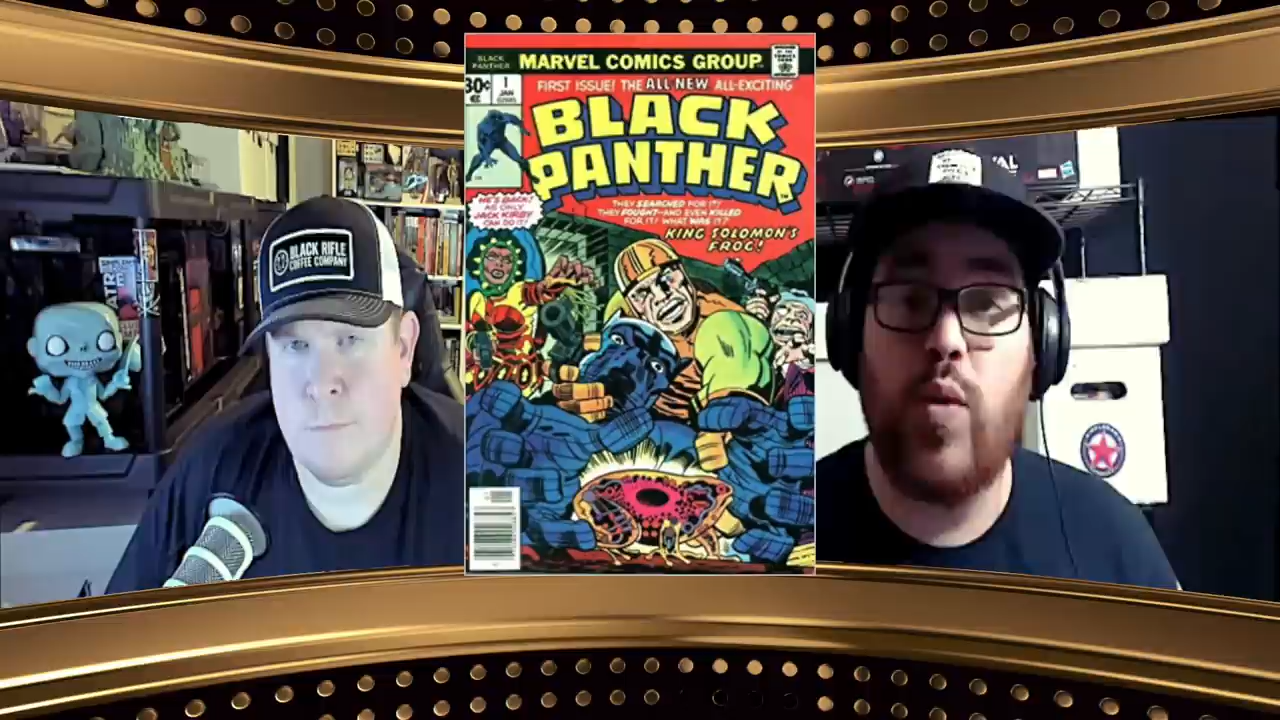 BLACK
PANTHER
MARVEL COMICS GROUP
30¢
1
JAN
FIRST ISSUE! THE ALL NEW ALL-EXCITING
BLACK
PANTHER
HE'S BACK!
AS ONLY
JACK KIRBY
CAN DO IT!
THEY SEARCHED FOR IT!
THEY FOUGHT—AND EVEN KILLED
FOR IT! WHAT WAS IT?
KING SOLOMON'S
FROG!
BLACK RIFLE
COFFEE COMPANY